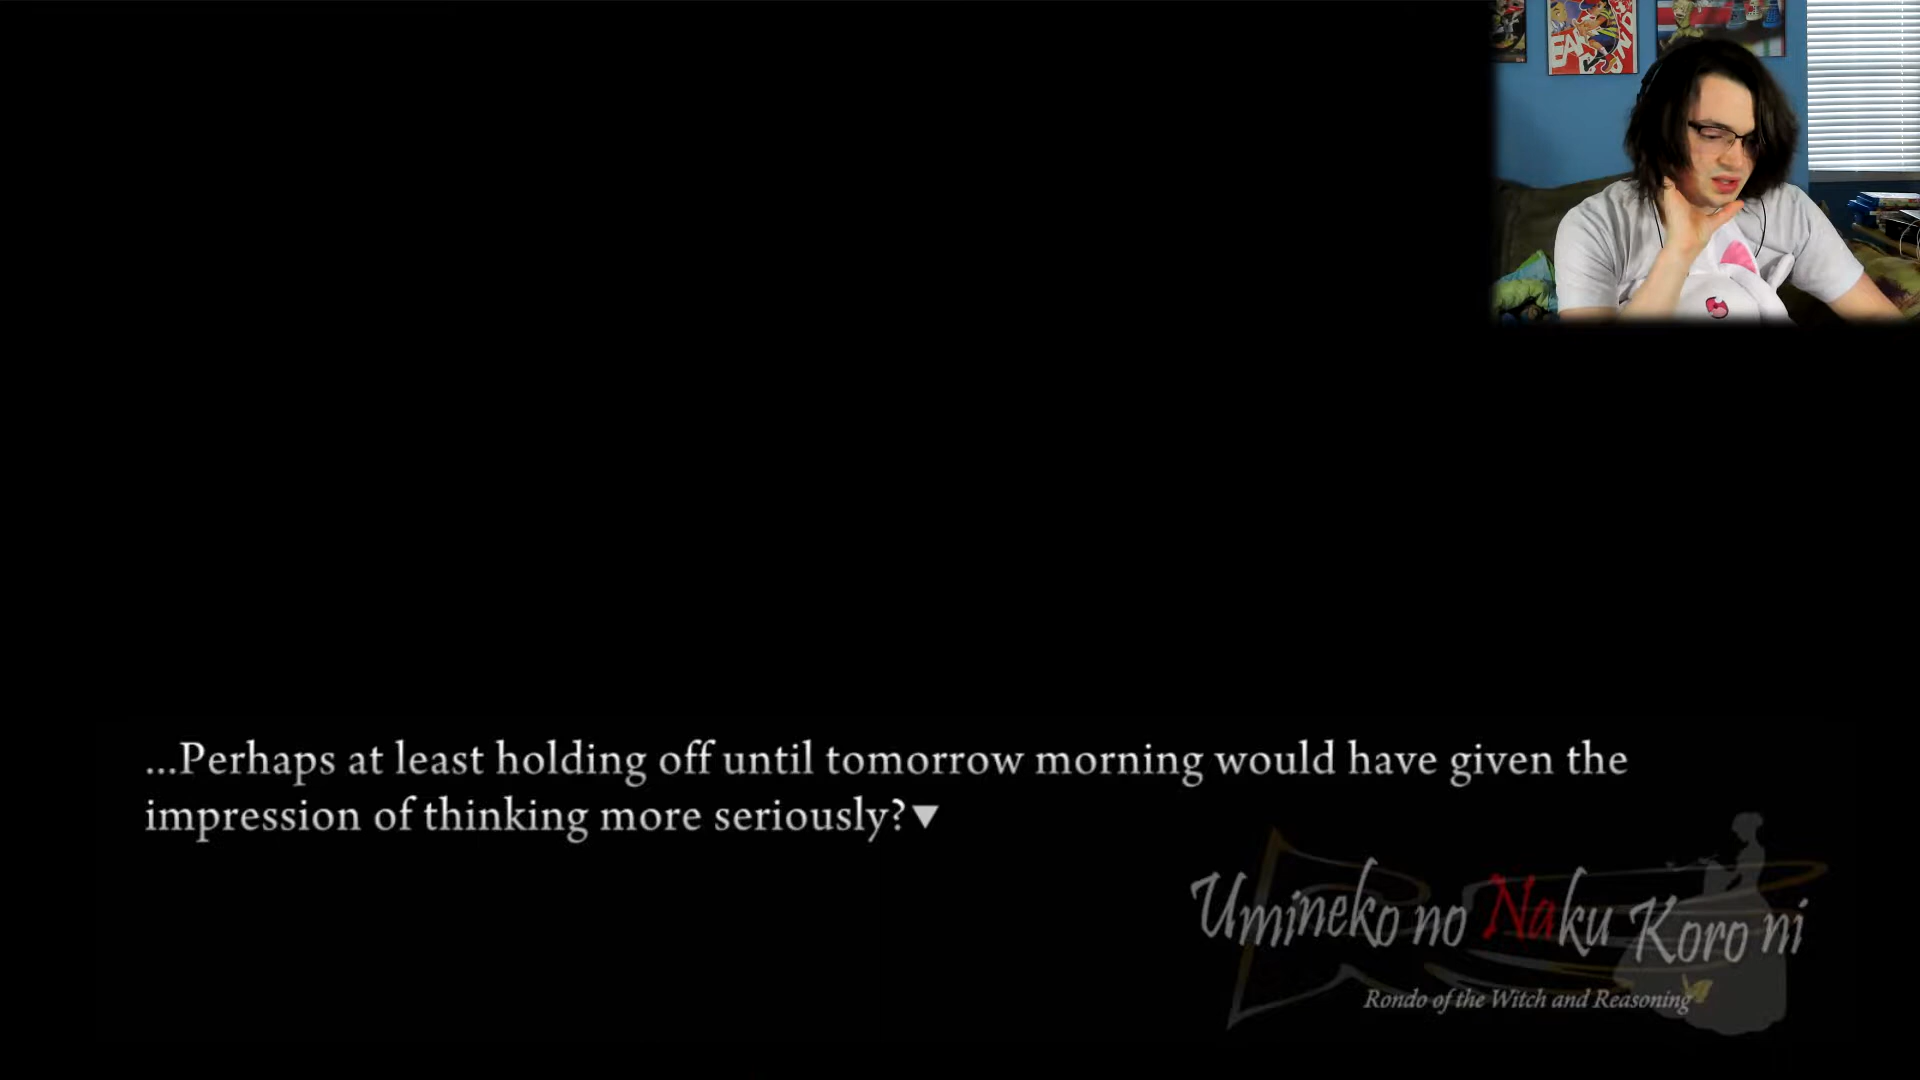 ...Perhaps at least holding off until tomorrow morning would have given the
impression of thinking more seriously?
Umineko no Naku Koro ni
Rondo of the Witch and Reasoning